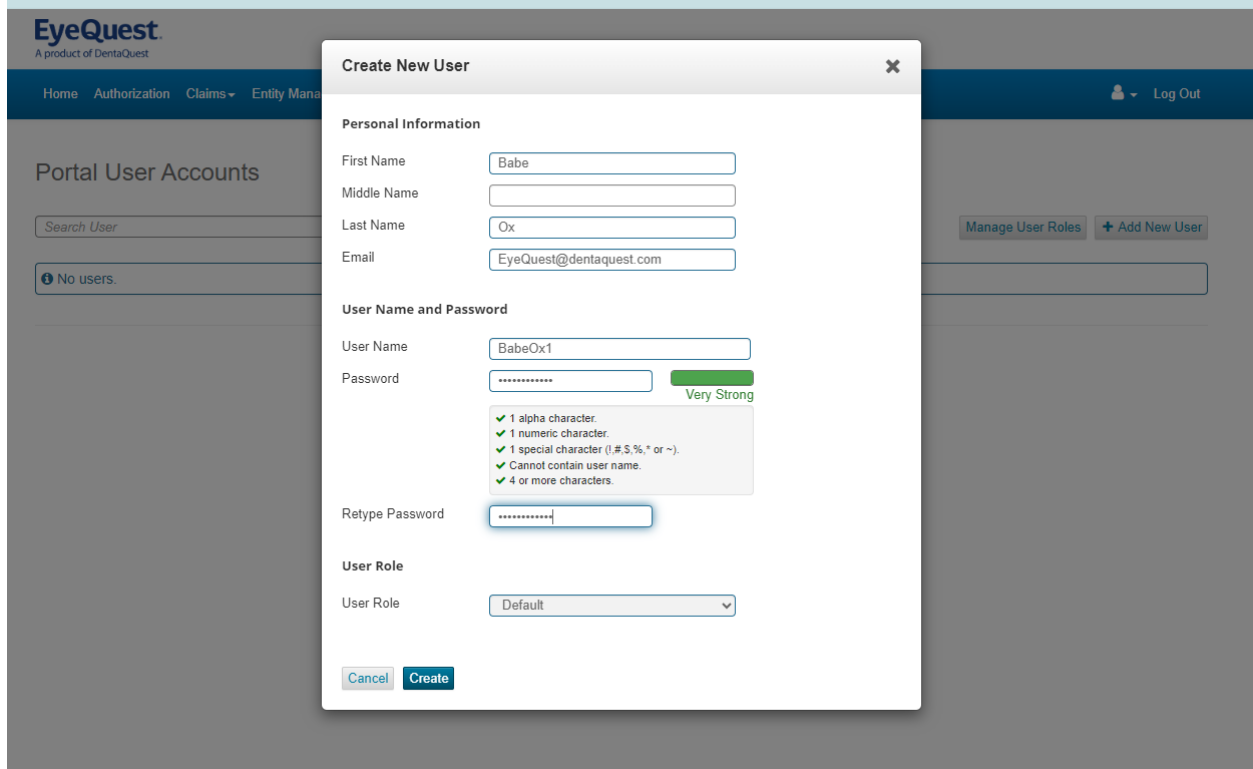 EyeQuest.
A product of DentaQuest
Home Authorization Claims Entity Mana
Log Out
Portal User Accounts
Search User
Manage User Roles
+ Add New User
No users.
Create New User
Personal Information
First Name Babe
Middle Name
Last Name Ox
Email EyeQuest@dentaquest.com
User Name and Password
User Name BabeOx1
Password ••••••••••••
Very Strong
1 alpha character.
1 numeric character.
1 special character (!,#,$,%,* or ~).
Cannot contain user name.
4 or more characters.
Retype Password ••••••••••••
User Role
User Role Default
Cancel Create